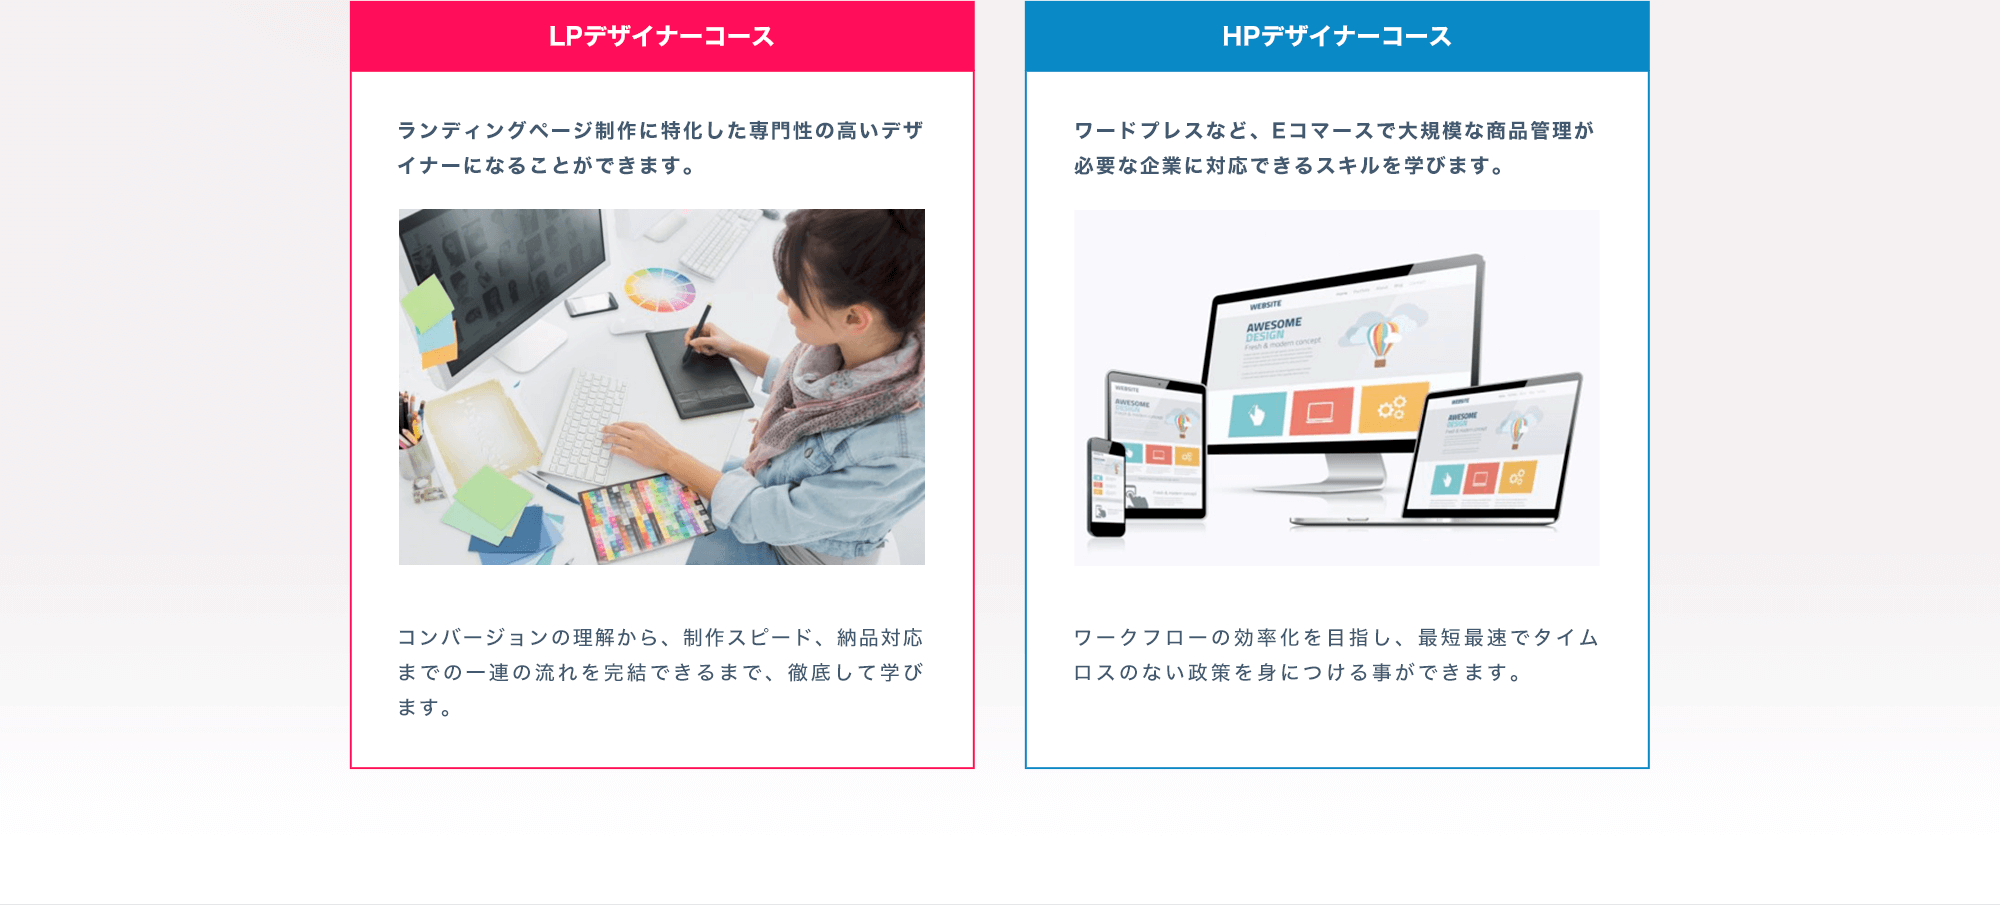 LPデザイナーコース
ランディングページ制作に特化した専門性の高いデザ
イナーになることができます。
コンバージョンの理解から、制作スピード、納品対応
までの一連の流れを完結できるまで、徹底して学び
ます。
HPデザイナーコース
ワードプレスなど、Eコマースで大規模な商品管理が
必要な企業に対応できるスキルを学びます。
WEBSITE
AWESOME
DESIGN
Fresh & modern concept
WEBSITE
AWESOME
DESIGN
WEBSITE
AWESOME
DESIGN
ワークフローの効率化を目指し、最短最速でタイム
ロスのない政策を身につける事ができます。